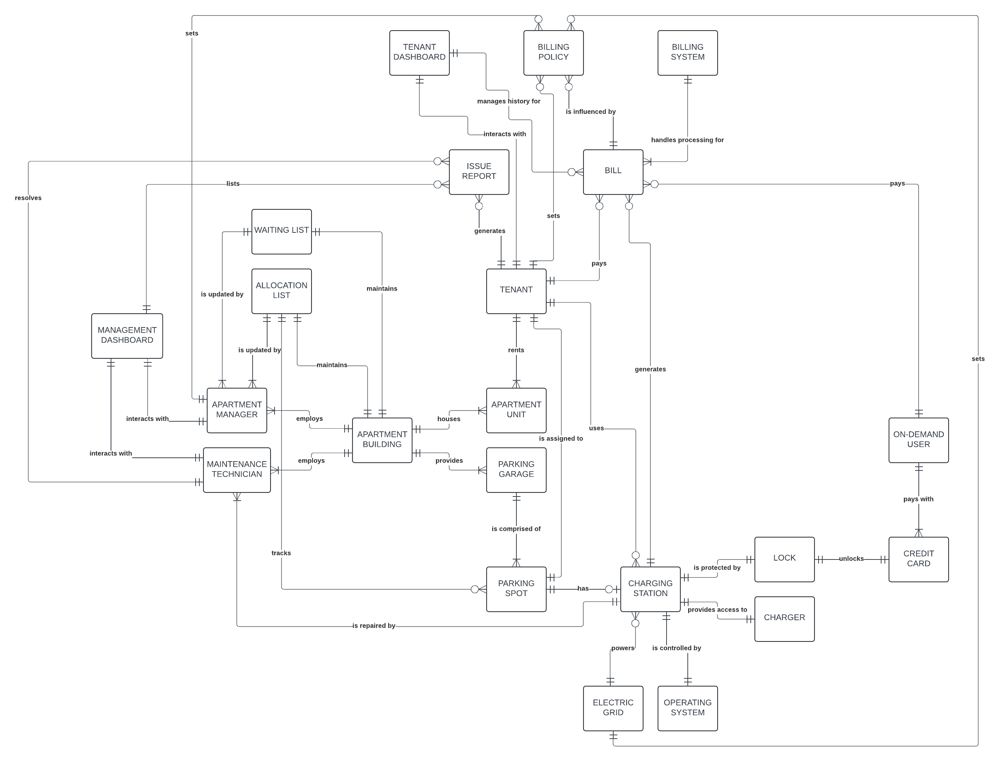 sets
TENANT
DASHBOARD
BILLING
POLICY
BILLING
SYSTEM
manages history for
is influenced by
interacts with
handles processing for
ISSUE
REPORT
BILL
lists
pays
resolves
WAITING LIST
sets
generates
pays
ALLOCATION
LIST
maintains
TENANT
is updated by
MANAGEMENT
DASHBOARD
is updated by
rents
maintains
sets
generates
APARTMENT
MANAGER
APARTMENT
UNIT
interacts with
employs
houses
uses
APARTMENT
BUILDING
is assigned to
ON-DEMAND
USER
interacts with
MAINTENANCE
TECHNICIAN
employs
provides
PARKING
GARAGE
pays with
is comprised of
tracks
LOCK
unlocks
CREDIT
CARD
is protected by
PARKING
SPOT
has
CHARGING
STATION
provides access to
CHARGER
is repaired by
powers
is controlled by
ELECTRIC
GRID
OPERATING
SYSTEM